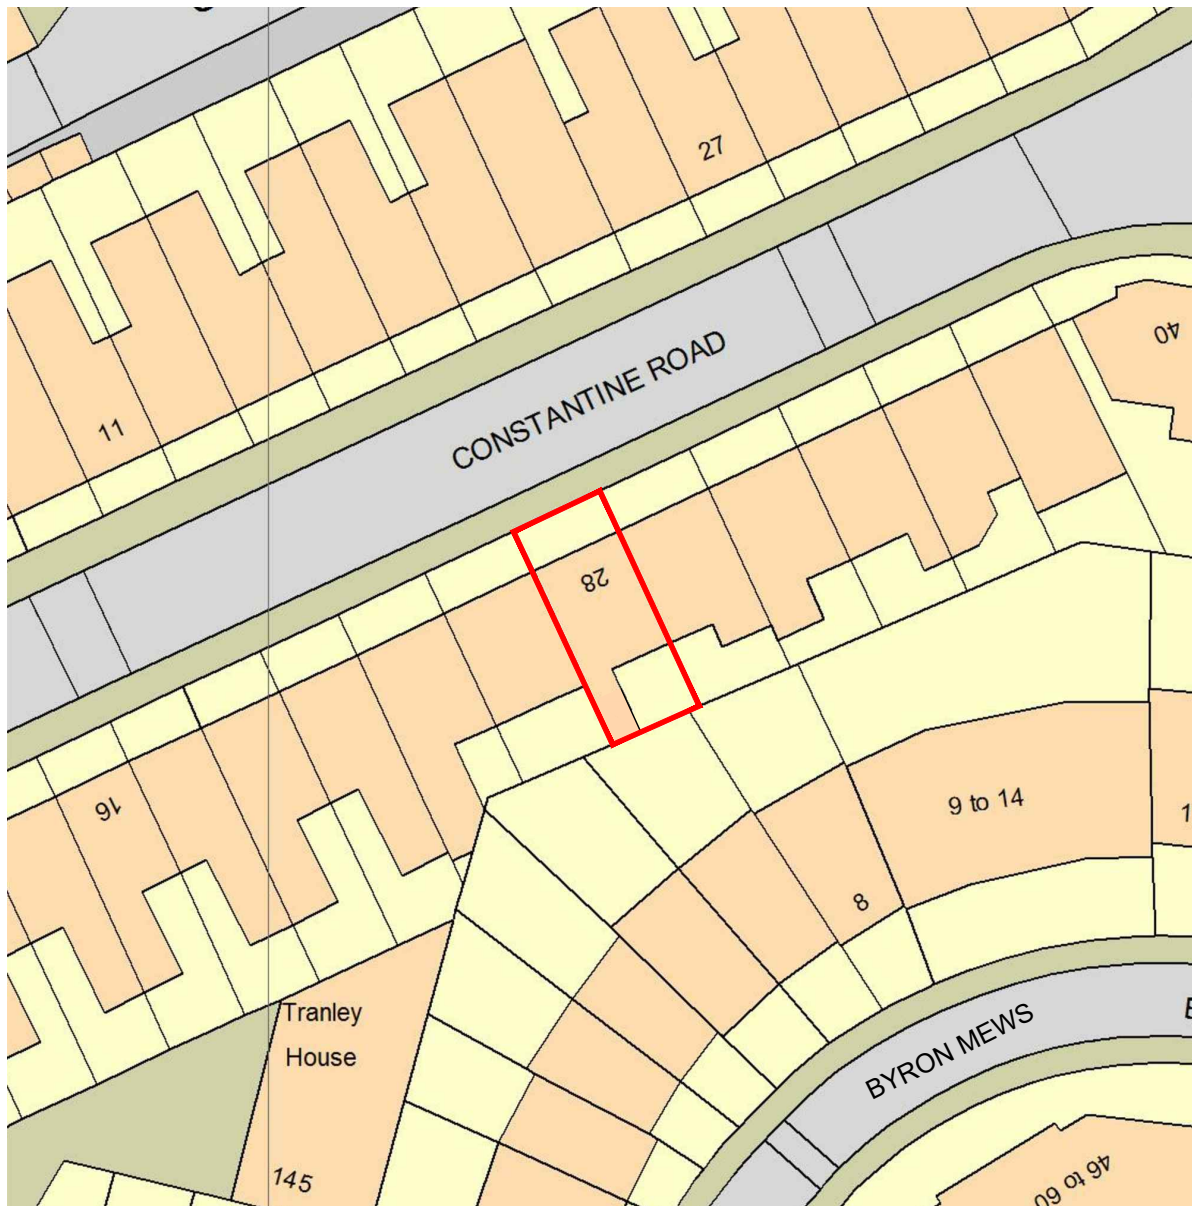 27
40
11
CONSTANTINE ROAD
28
16
9 to 14
8
Tranley
House
BYRON MEWS
145
46 to 60